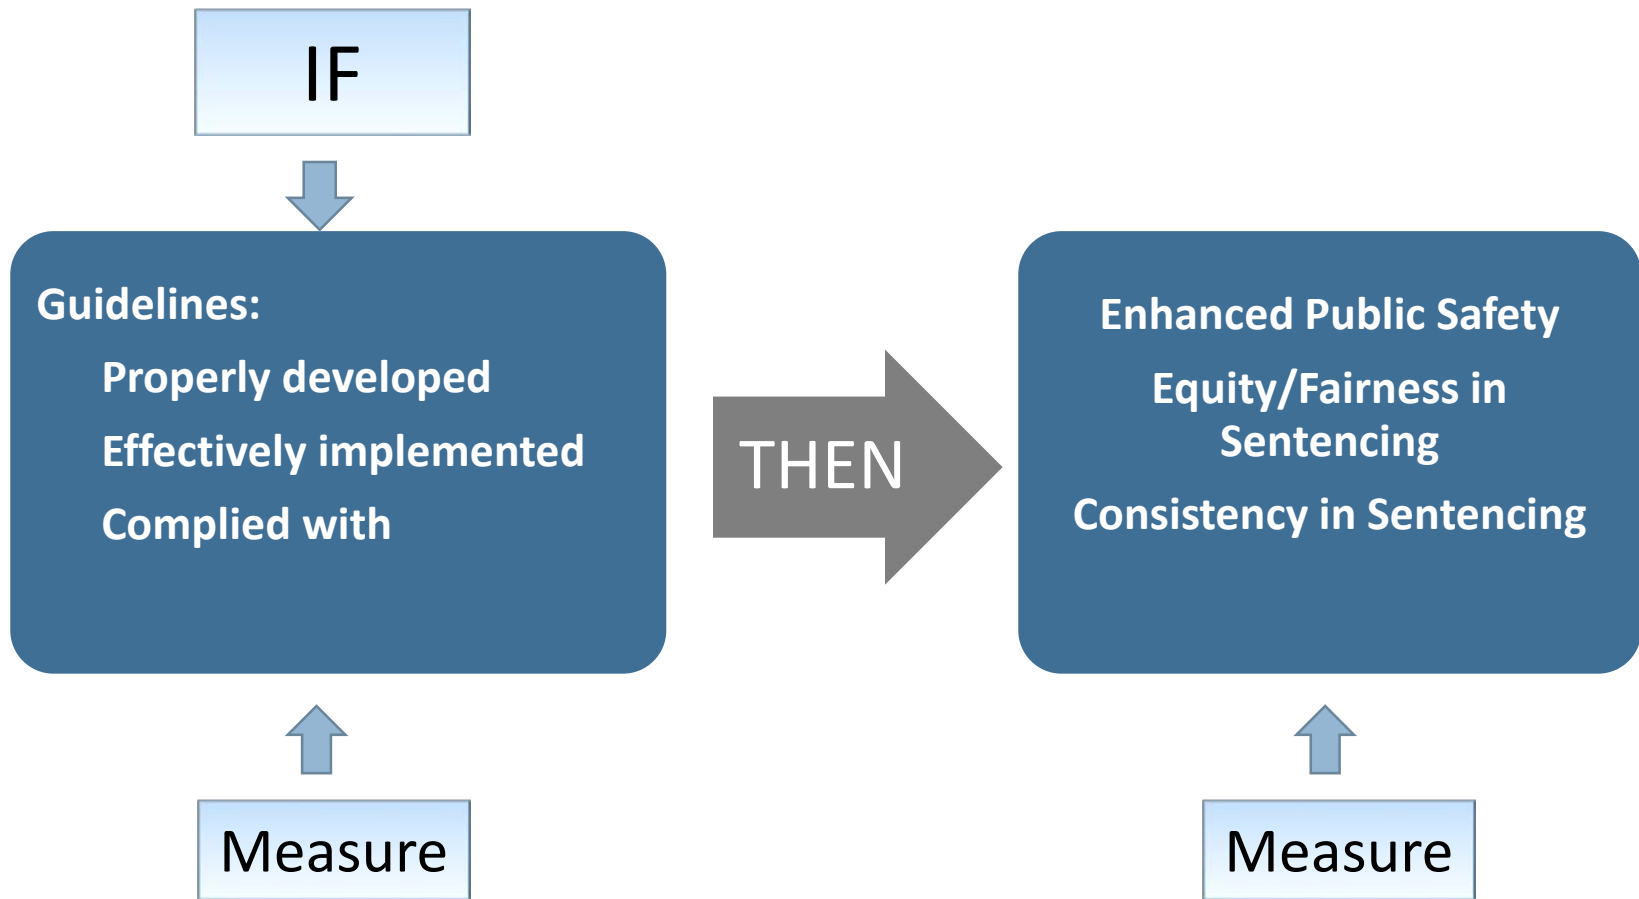 IF
Guidelines:
Properly developed
Effectively implemented
Complied with
THEN
Enhanced Public Safety
Equity/Fairness in
Sentencing
Consistency in Sentencing
Measure
Measure